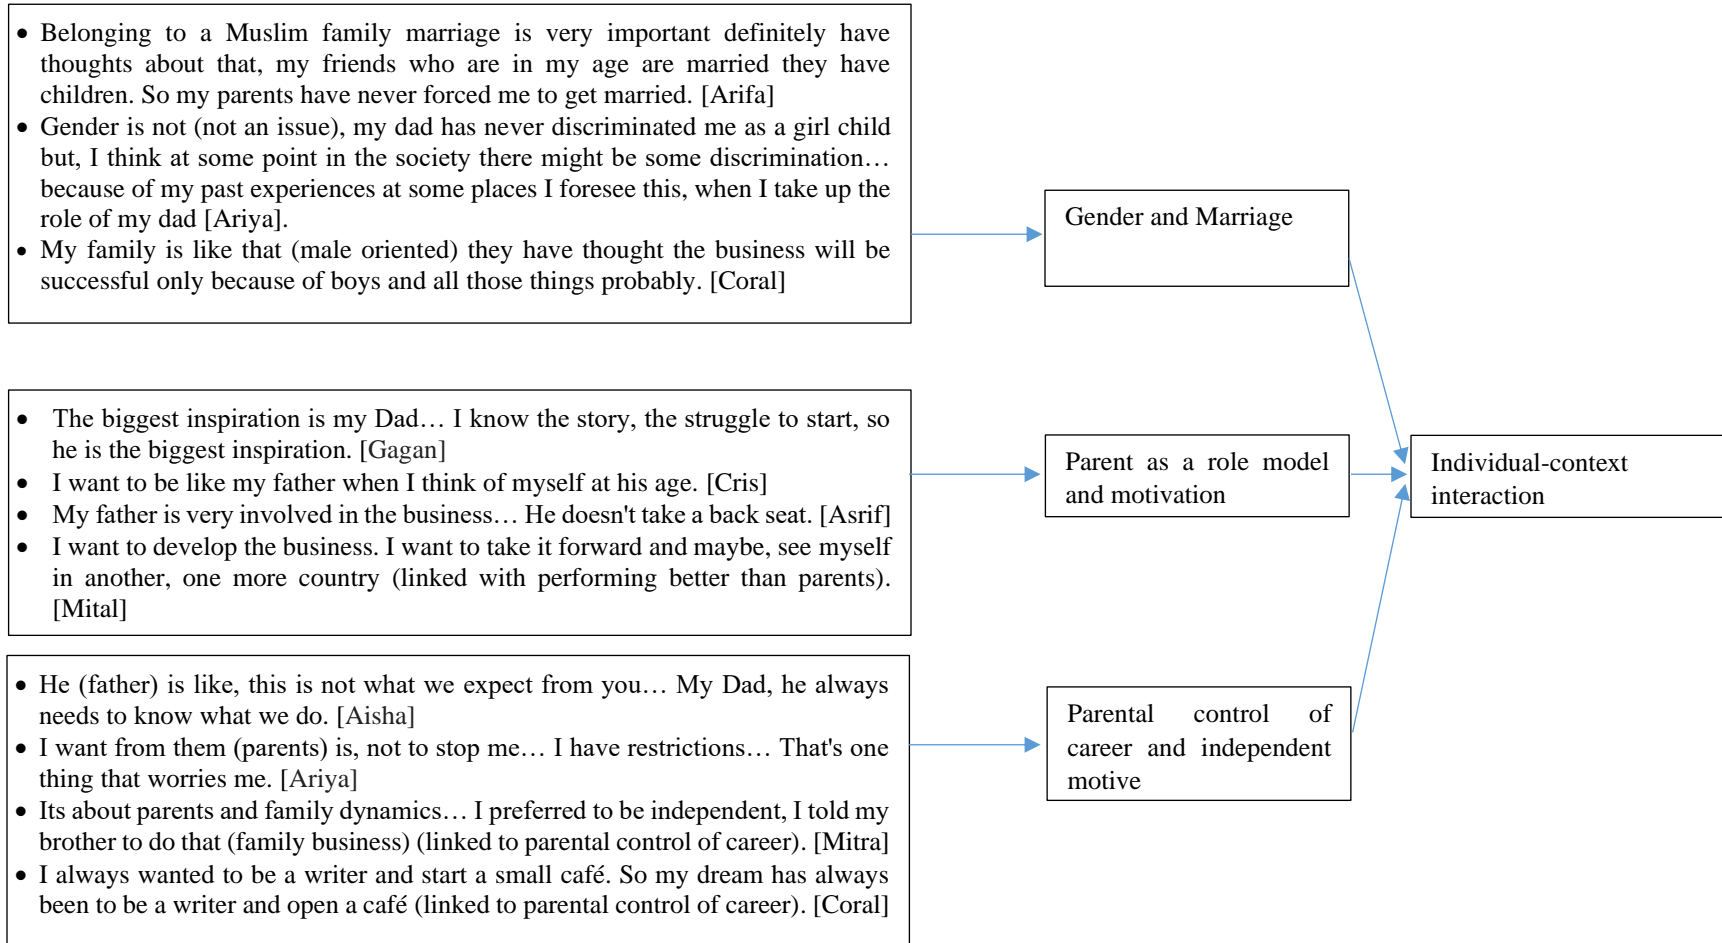 • Belonging to a Muslim family marriage is very important definitely have
thoughts about that, my friends who are in my age are married they have
children. So my parents have never forced me to get married. [Arifa]
• Gender is not (not an issue), my dad has never discriminated me as a girl child
but, I think at some point in the society there might be some discrimination…
because of my past experiences at some places I foresee this, when I take up the
role of my dad [Ariya].
• My family is like that (male oriented) they have thought the business will be
successful only because of boys and all those things probably. [Coral]
Gender and Marriage
• The biggest inspiration is my Dad… I know the story, the struggle to start, so
he is the biggest inspiration. [Gagan]
• I want to be like my father when I think of myself at his age. [Cris]
• My father is very involved in the business… He doesn't take a back seat. [Asrif]
• I want to develop the business. I want to take it forward and maybe, see myself
in another, one more country (linked with performing better than parents).
[Mital]
Parent as a role model
and motivation
Individual-context
interaction
• He (father) is like, this is not what we expect from you… My Dad, he always
needs to know what we do. [Aisha]
• I want from them (parents) is, not to stop me… I have restrictions… That's one
thing that worries me. [Ariya]
• Its about parents and family dynamics… I preferred to be independent, I told my
brother to do that (family business) (linked to parental control of career). [Mitra]
• I always wanted to be a writer and start a small café. So my dream has always
been to be a writer and open a café (linked to parental control of career). [Coral]
Parental control of
career and independent
motive